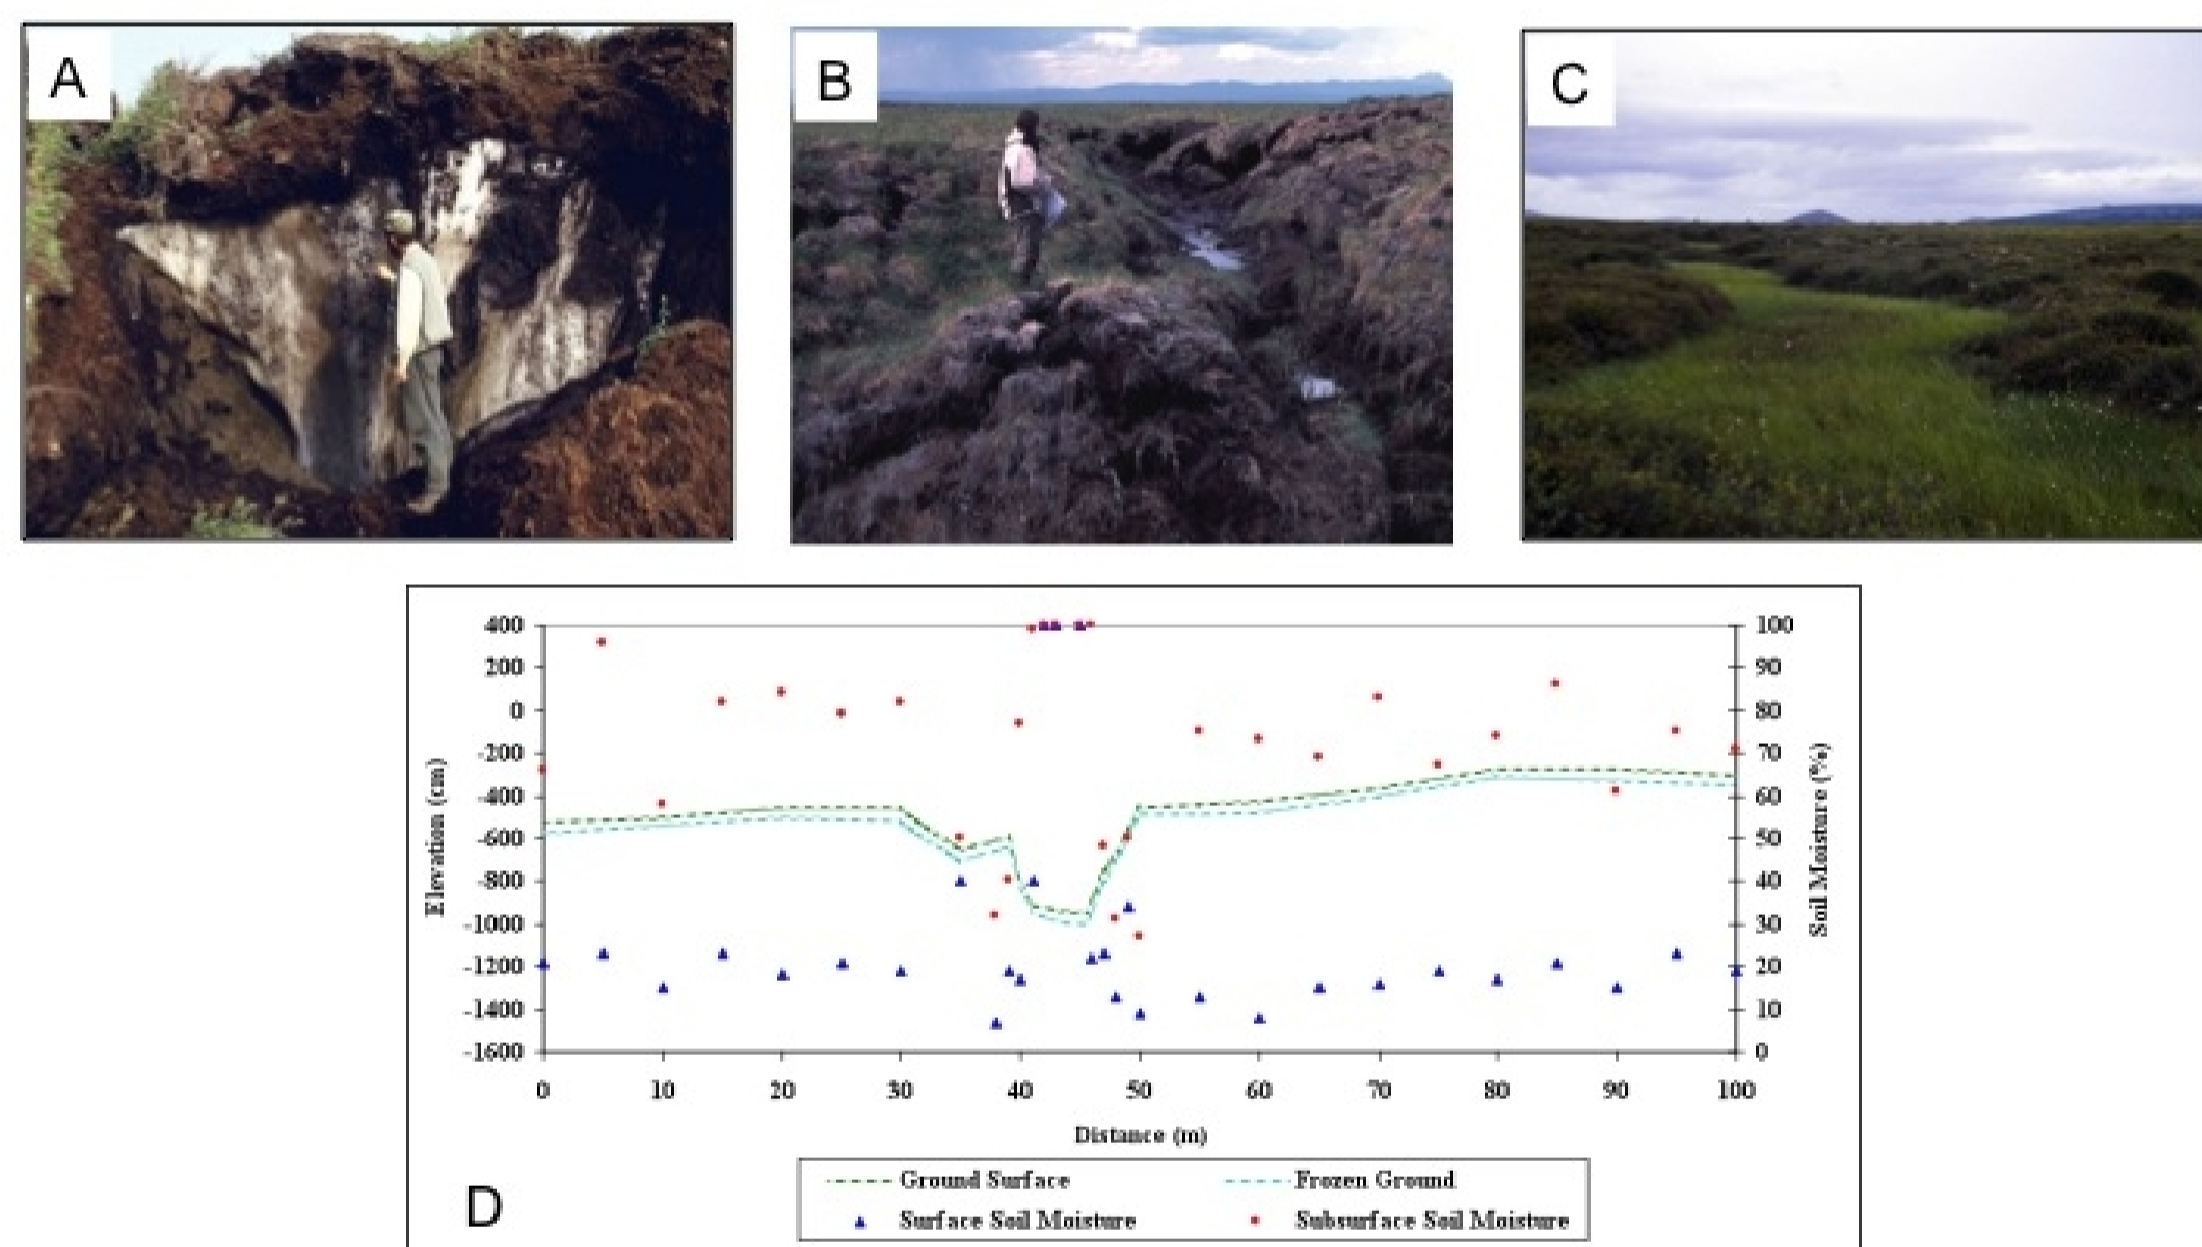 A
B
C
400
200
0
-200
-400
-600
-800
-1000
-1200
-1400
-1600
Elevation (cm)
100
90
80
70
60
50
40
30
20
10
0
Soil Moisture (%)
0 10 20 30 40 50 60 70 80 90 100
Distance (m)
Ground Surface Frozen Ground
Surface Soil Moisture Subsurface Soil Moisture
D